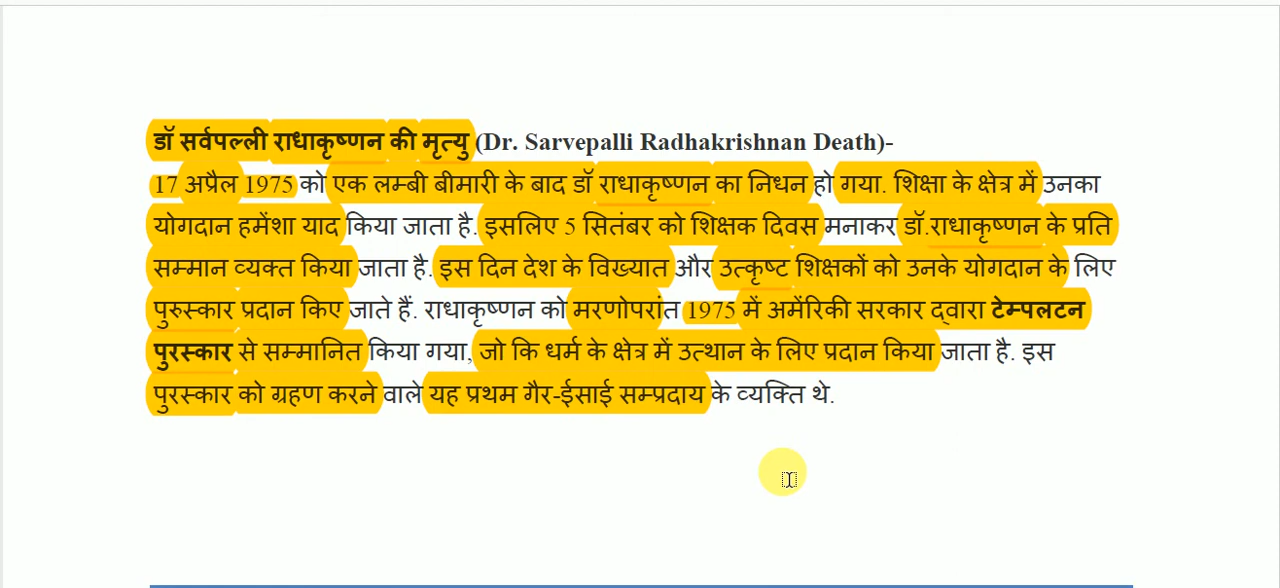 डॉ सर्वपल्ली राधाकृष्णन की मृत्यु (Dr. Sarvepalli Radhakrishnan Death)-
17 अप्रैल 1975 को एक लम्बी बीमारी के बाद डॉ राधाकृष्णन का निधन हो गया. शिक्षा के क्षेत्र में उनका
योगदान हमेंशा याद किया जाता है. इसलिए 5 सितंबर को शिक्षक दिवस मनाकर डॉ.राधाकृष्णन के प्रति
सम्मान व्यक्त किया जाता है. इस दिन देश के विख्यात और उत्कृष्ट शिक्षकों को उनके योगदान के लिए
पुरुस्कार प्रदान किए जाते हैं. राधाकृष्णन को मरणोपरांत 1975 में अमेंरिकी सरकार द्वारा टेम्पलटन
पुरस्कार से सम्मानित किया गया, जो कि धर्म के क्षेत्र में उत्थान के लिए प्रदान किया जाता है. इस
पुरस्कार को ग्रहण करने वाले यह प्रथम गैर-ईसाई सम्प्रदाय के व्यक्ति थे.